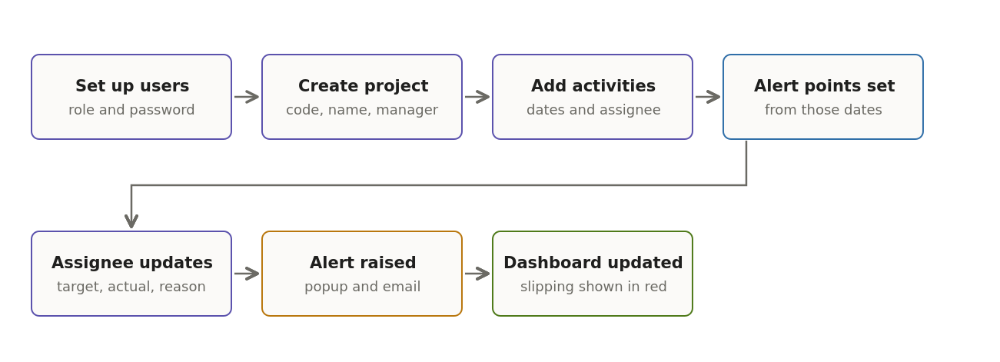 Set up users
role and password
Create project
code, name, manager
Add activities
dates and assignee
Alert points set
from those dates
Assignee updates
target, actual, reason
Alert raised
popup and email
Dashboard updated
slipping shown in red